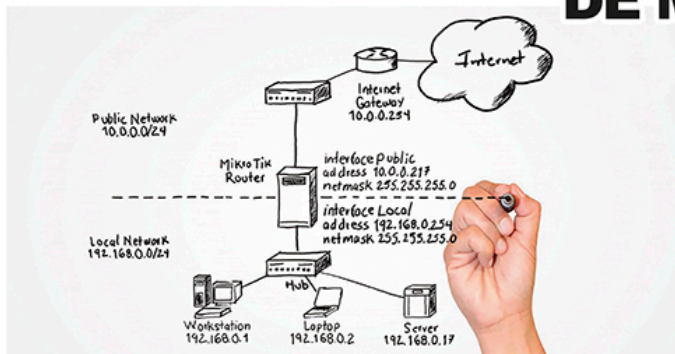 DE M
Internet
Internet
Gateway
10.0.0.254
Public Network
10.0.0.0/24
MikroTik
Router
interface Public
address 10.0.0.217
netmask 255.255.255.0
interface Local
address 192.168.0.254
netmask 255.255.255.0
Local Network
192.168.0.0/24
Hub
Workstation
192.168.0.1
Laptop
192.168.0.2
Server
192.168.0.17